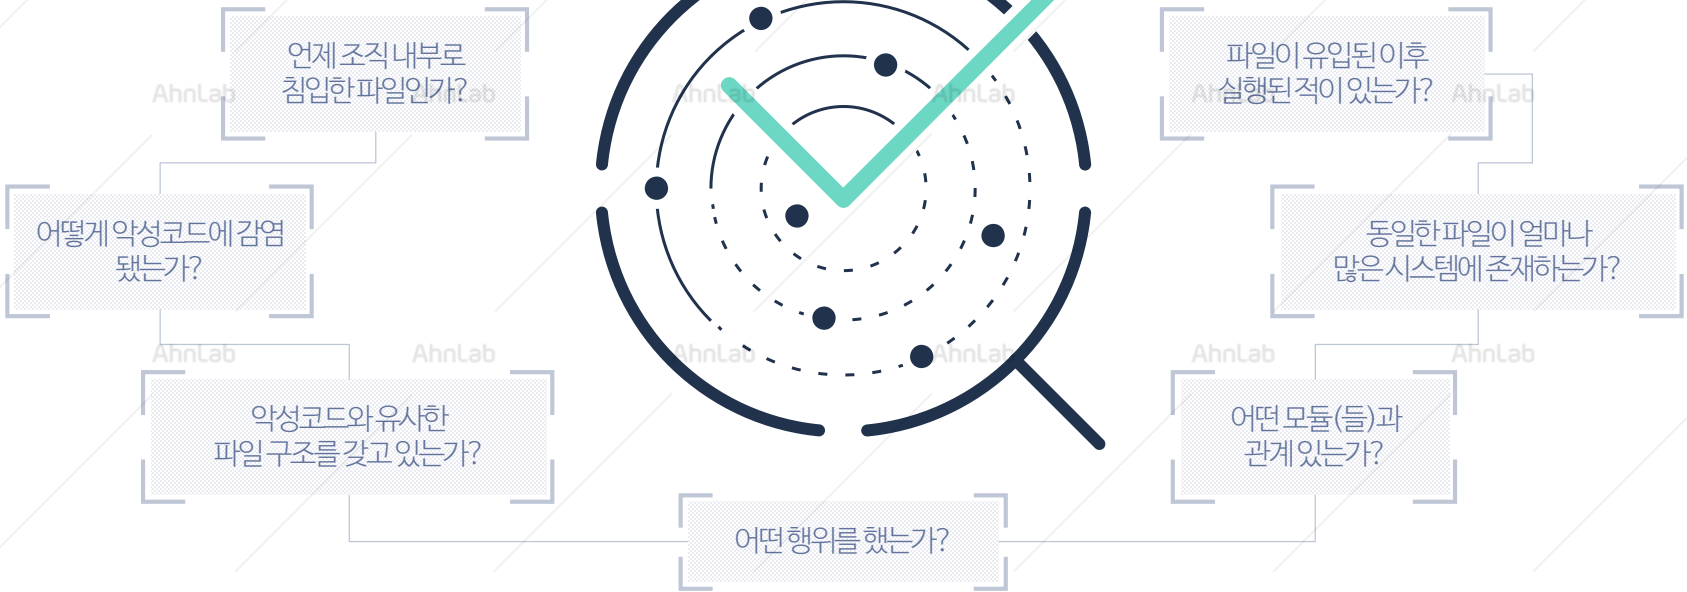 언제 조직 내부로
침입한 파일인가?
어떻게 악성코드에 감염
됐는가?
악성코드와 유사한
파일 구조를 갖고 있는가?
어떤 행위를 했는가?
파일이 유입된 이후
실행된 적이 있는가?
동일한 파일이 얼마나
많은 시스템에 존재하는가?
어떤 모듈(들)과
관계 있는가?
AhnLab
AhnLab
AhnLab
AhnLab
AhnLab
AhnLab
AhnLab
AhnLab
AhnLab
AhnLab
AhnLab
AhnLab